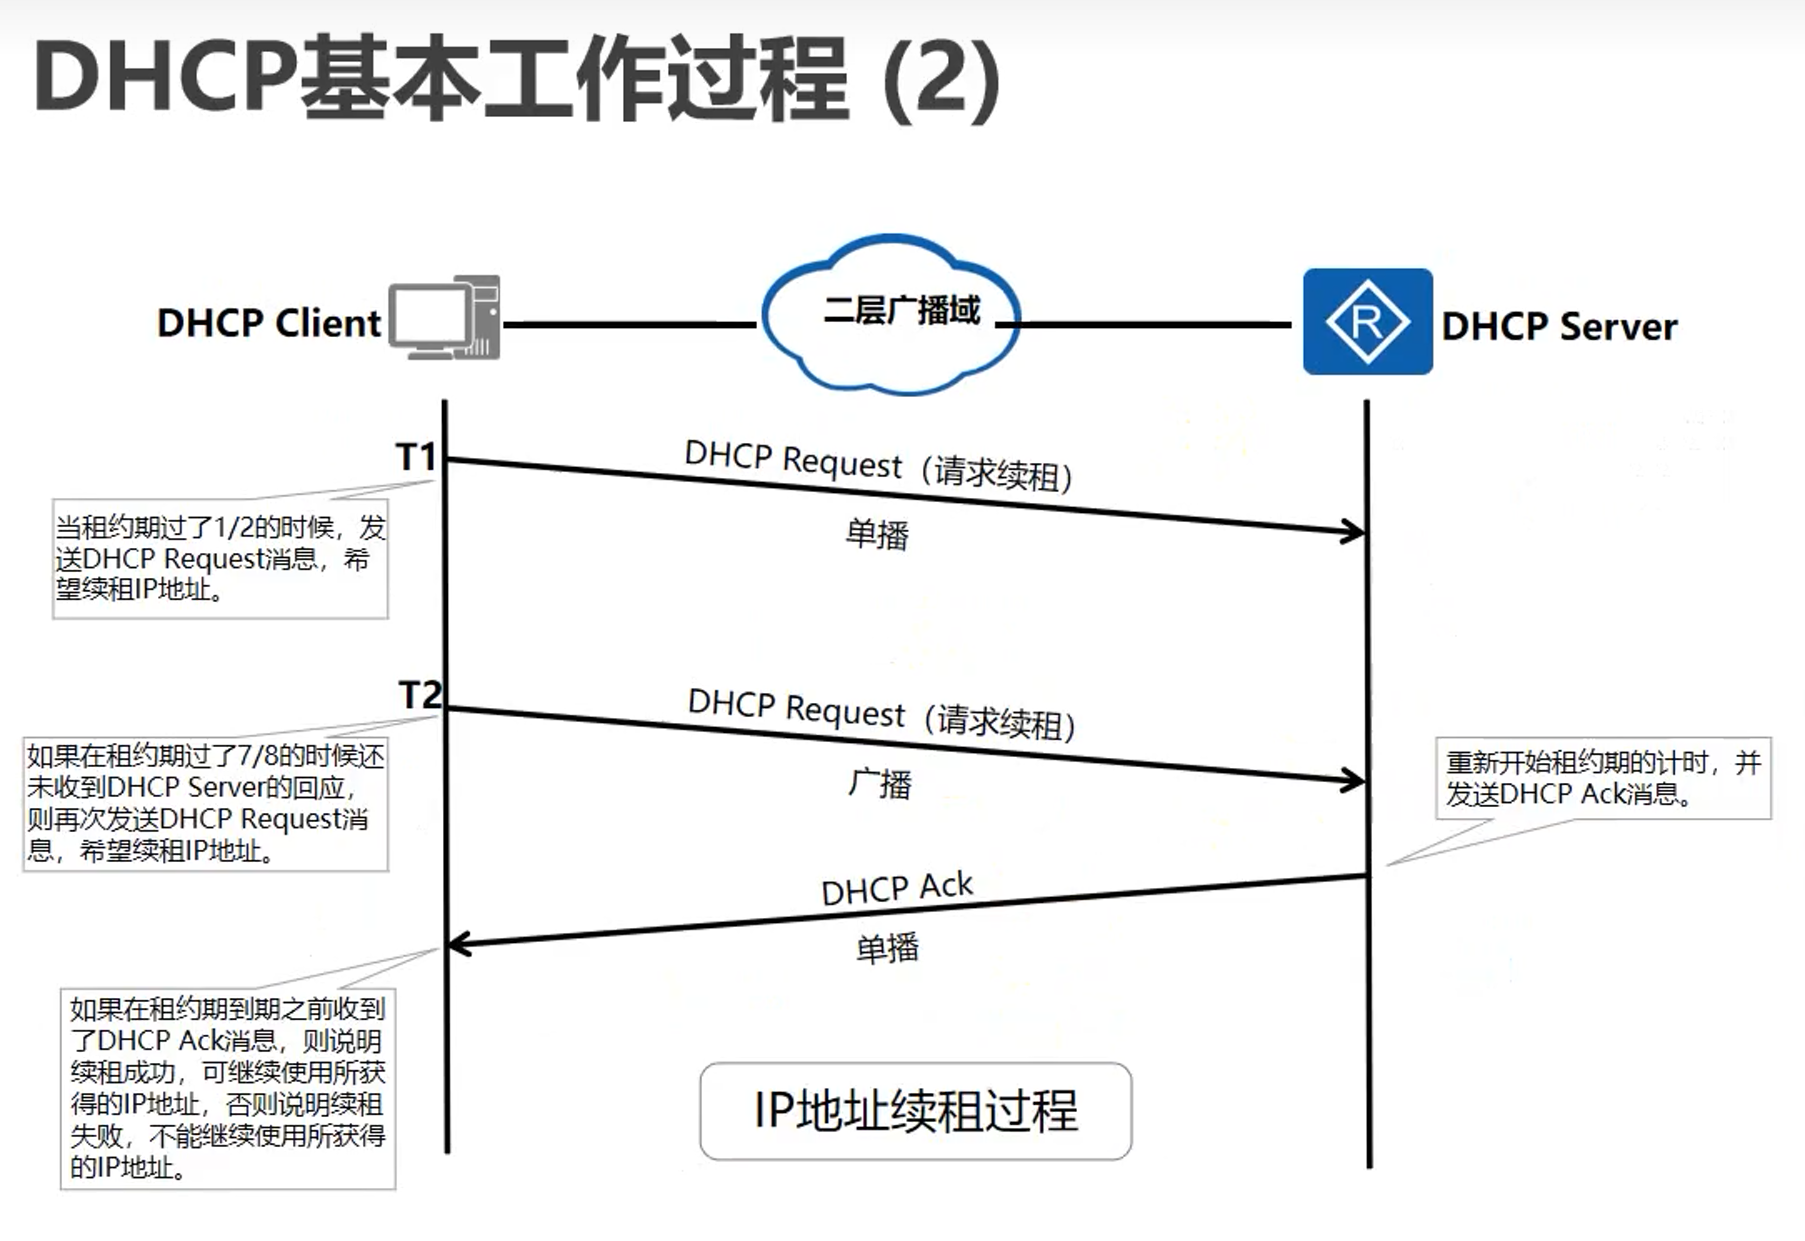 DHCP基本工作过程 (2)
二层广播域
DHCP Client
DHCP Server
R
T1
DHCP Request（请求续租）
单播
当租约期过了1/2的时候，发
送DHCP Request消息，希
望续租IP地址。
T2
DHCP Request（请求续租）
广播
如果在租约期过了7/8的时候还
未收到DHCP Server的回应，
则再次发送DHCP Request消
息，希望续租IP地址。
重新开始租约期的计时，并
发送DHCP Ack消息。
DHCP Ack
单播
如果在租约期到期之前收到
了DHCP Ack消息，则说明
续租成功，可继续使用所获
得的IP地址，否则说明续租
失败，不能继续使用所获得
的IP地址。
IP地址续租过程